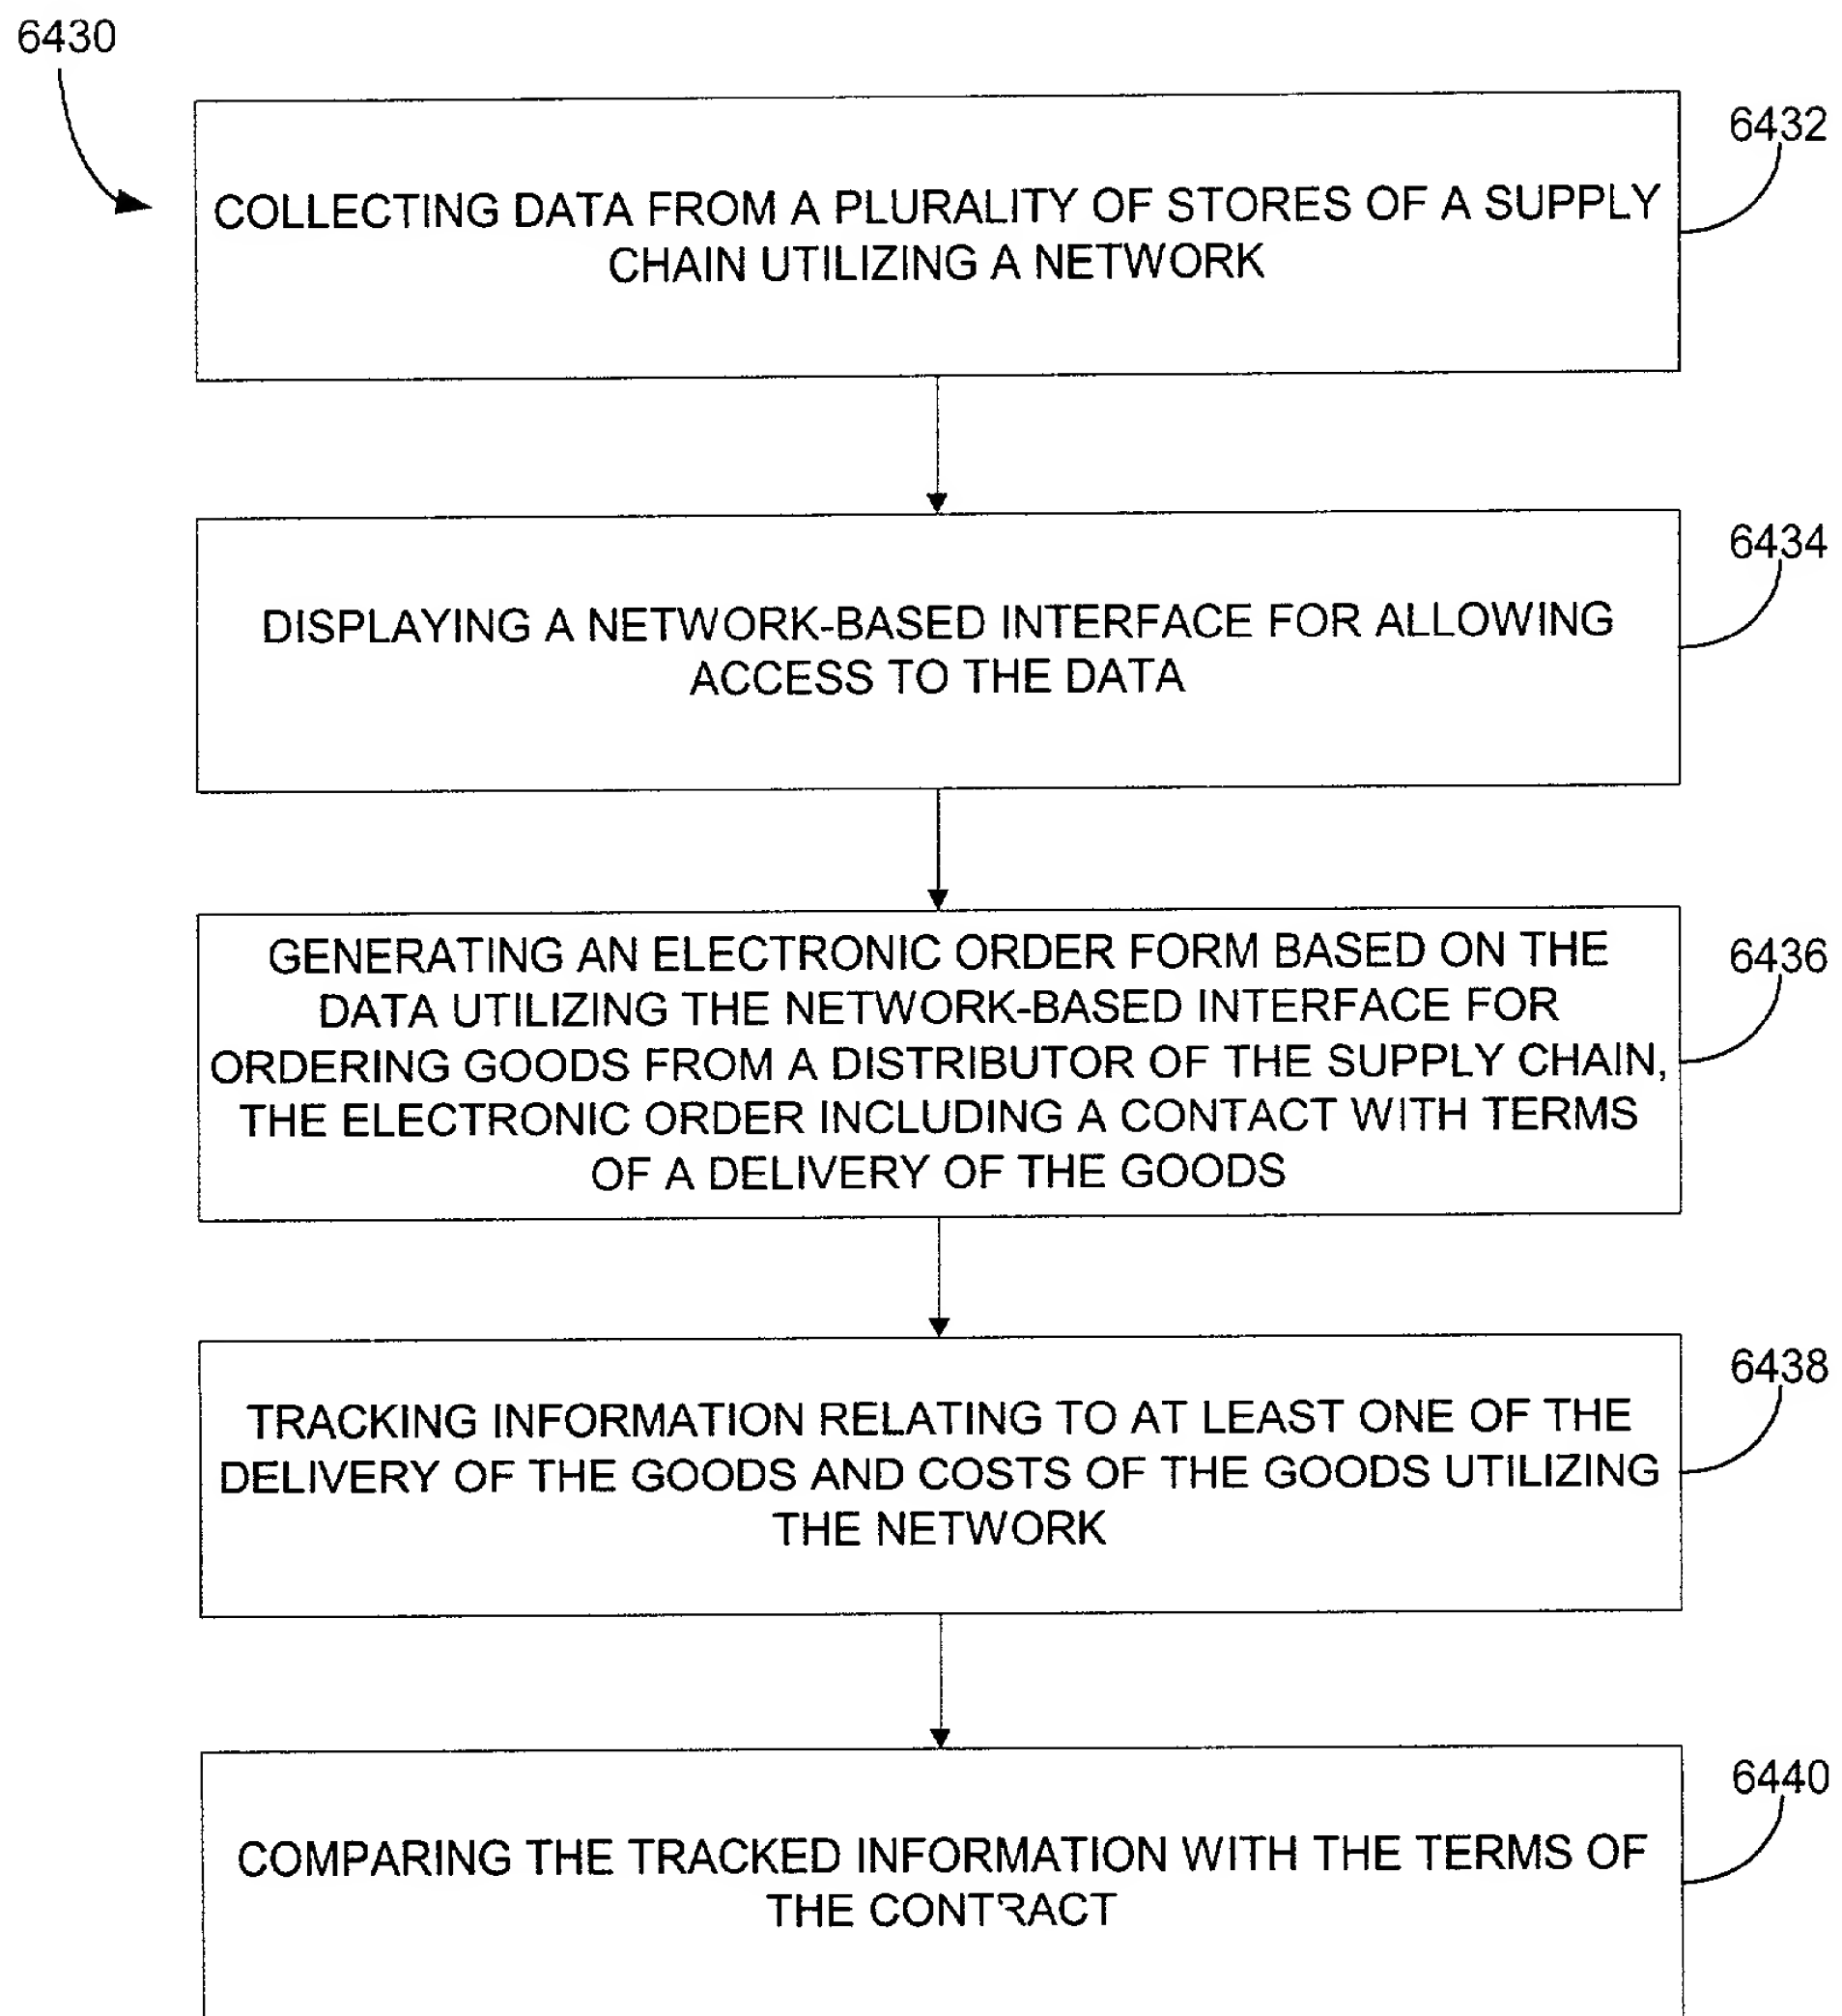 6430
6432
COLLECTING DATA FROM A PLURALITY OF STORES OF A SUPPLY
CHAIN UTILIZING A NETWORK
6434
DISPLAYING A NETWORK-BASED INTERFACE FOR ALLOWING
ACCESS TO THE DATA
6436
GENERATING AN ELECTRONIC ORDER FORM BASED ON THE
DATA UTILIZING THE NETWORK-BASED INTERFACE FOR
ORDERING GOODS FROM A DISTRIBUTOR OF THE SUPPLY CHAIN,
THE ELECTRONIC ORDER INCLUDING A CONTACT WITH TERMS
OF A DELIVERY OF THE GOODS
6438
TRACKING INFORMATION RELATING TO AT LEAST ONE OF THE
DELIVERY OF THE GOODS AND COSTS OF THE GOODS UTILIZING
THE NETWORK
6440
COMPARING THE TRACKED INFORMATION WITH THE TERMS OF
THE CONTRACT